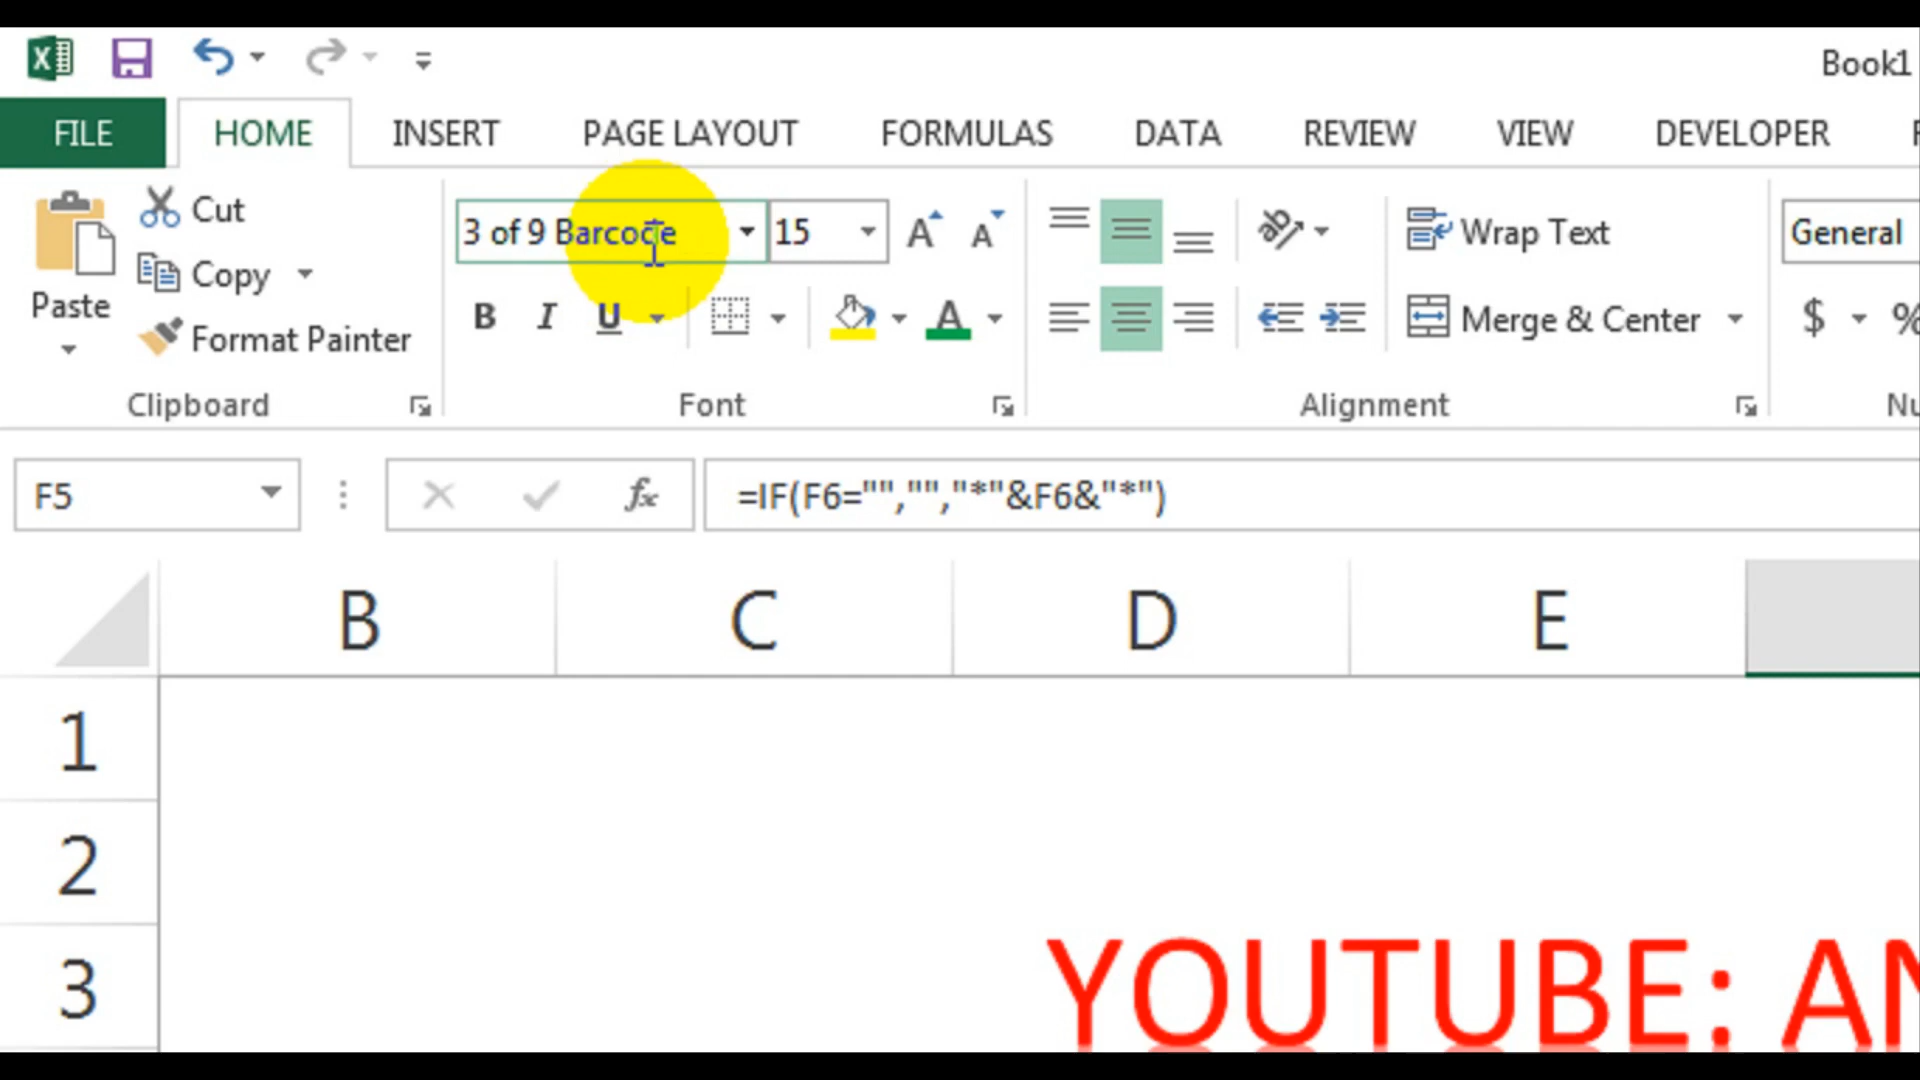 Book1
FILE HOME INSERT PAGE LAYOUT FORMULAS DATA REVIEW VIEW DEVELOPER
Paste
Cut
Copy
Format Painter
Clipboard
3 of 9 Barcode 15
B I U A
Font
Wrap Text
Merge & Center
Alignment
General
$ %
F5 fx =IF(F6="","","*"&F6&"*")
B C D E
1
2
3
YOUTUBE: